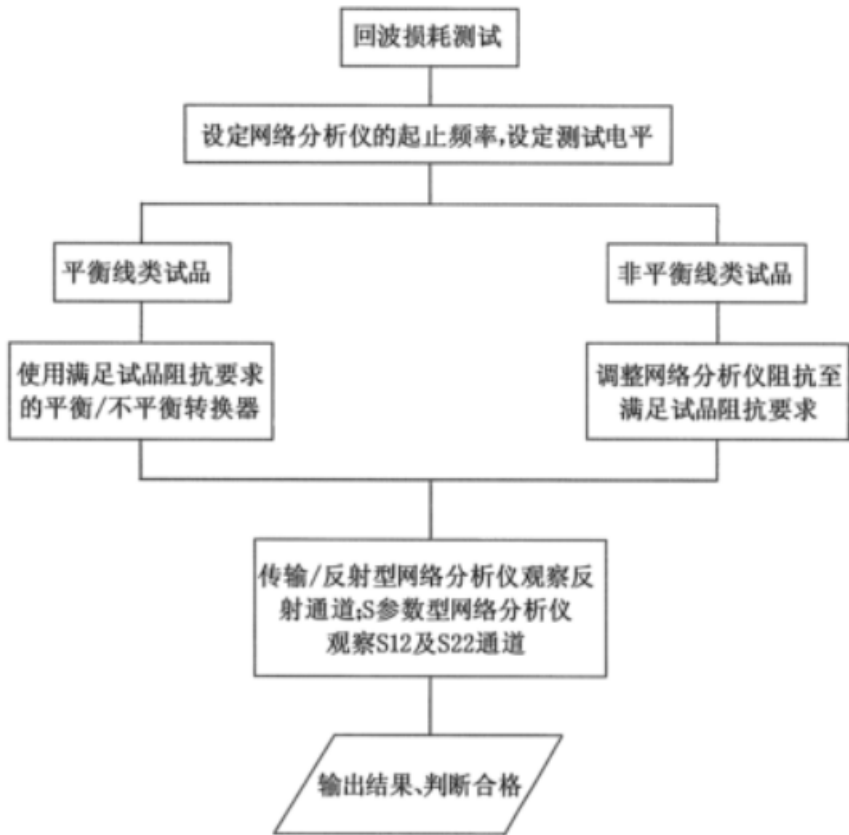 回波损耗测试
设定网络分析仪的起止频率,设定测试电平
平衡线类试品
非平衡线类试品
使用满足试品阻抗要求
的平衡/不平衡转换器
调整网络分析仪阻抗至
满足试品阻抗要求
传输/反射型网络分析仪观察反
射通道;S参数型网络分析仪
观察S12及S22通道
输出结果、判断合格